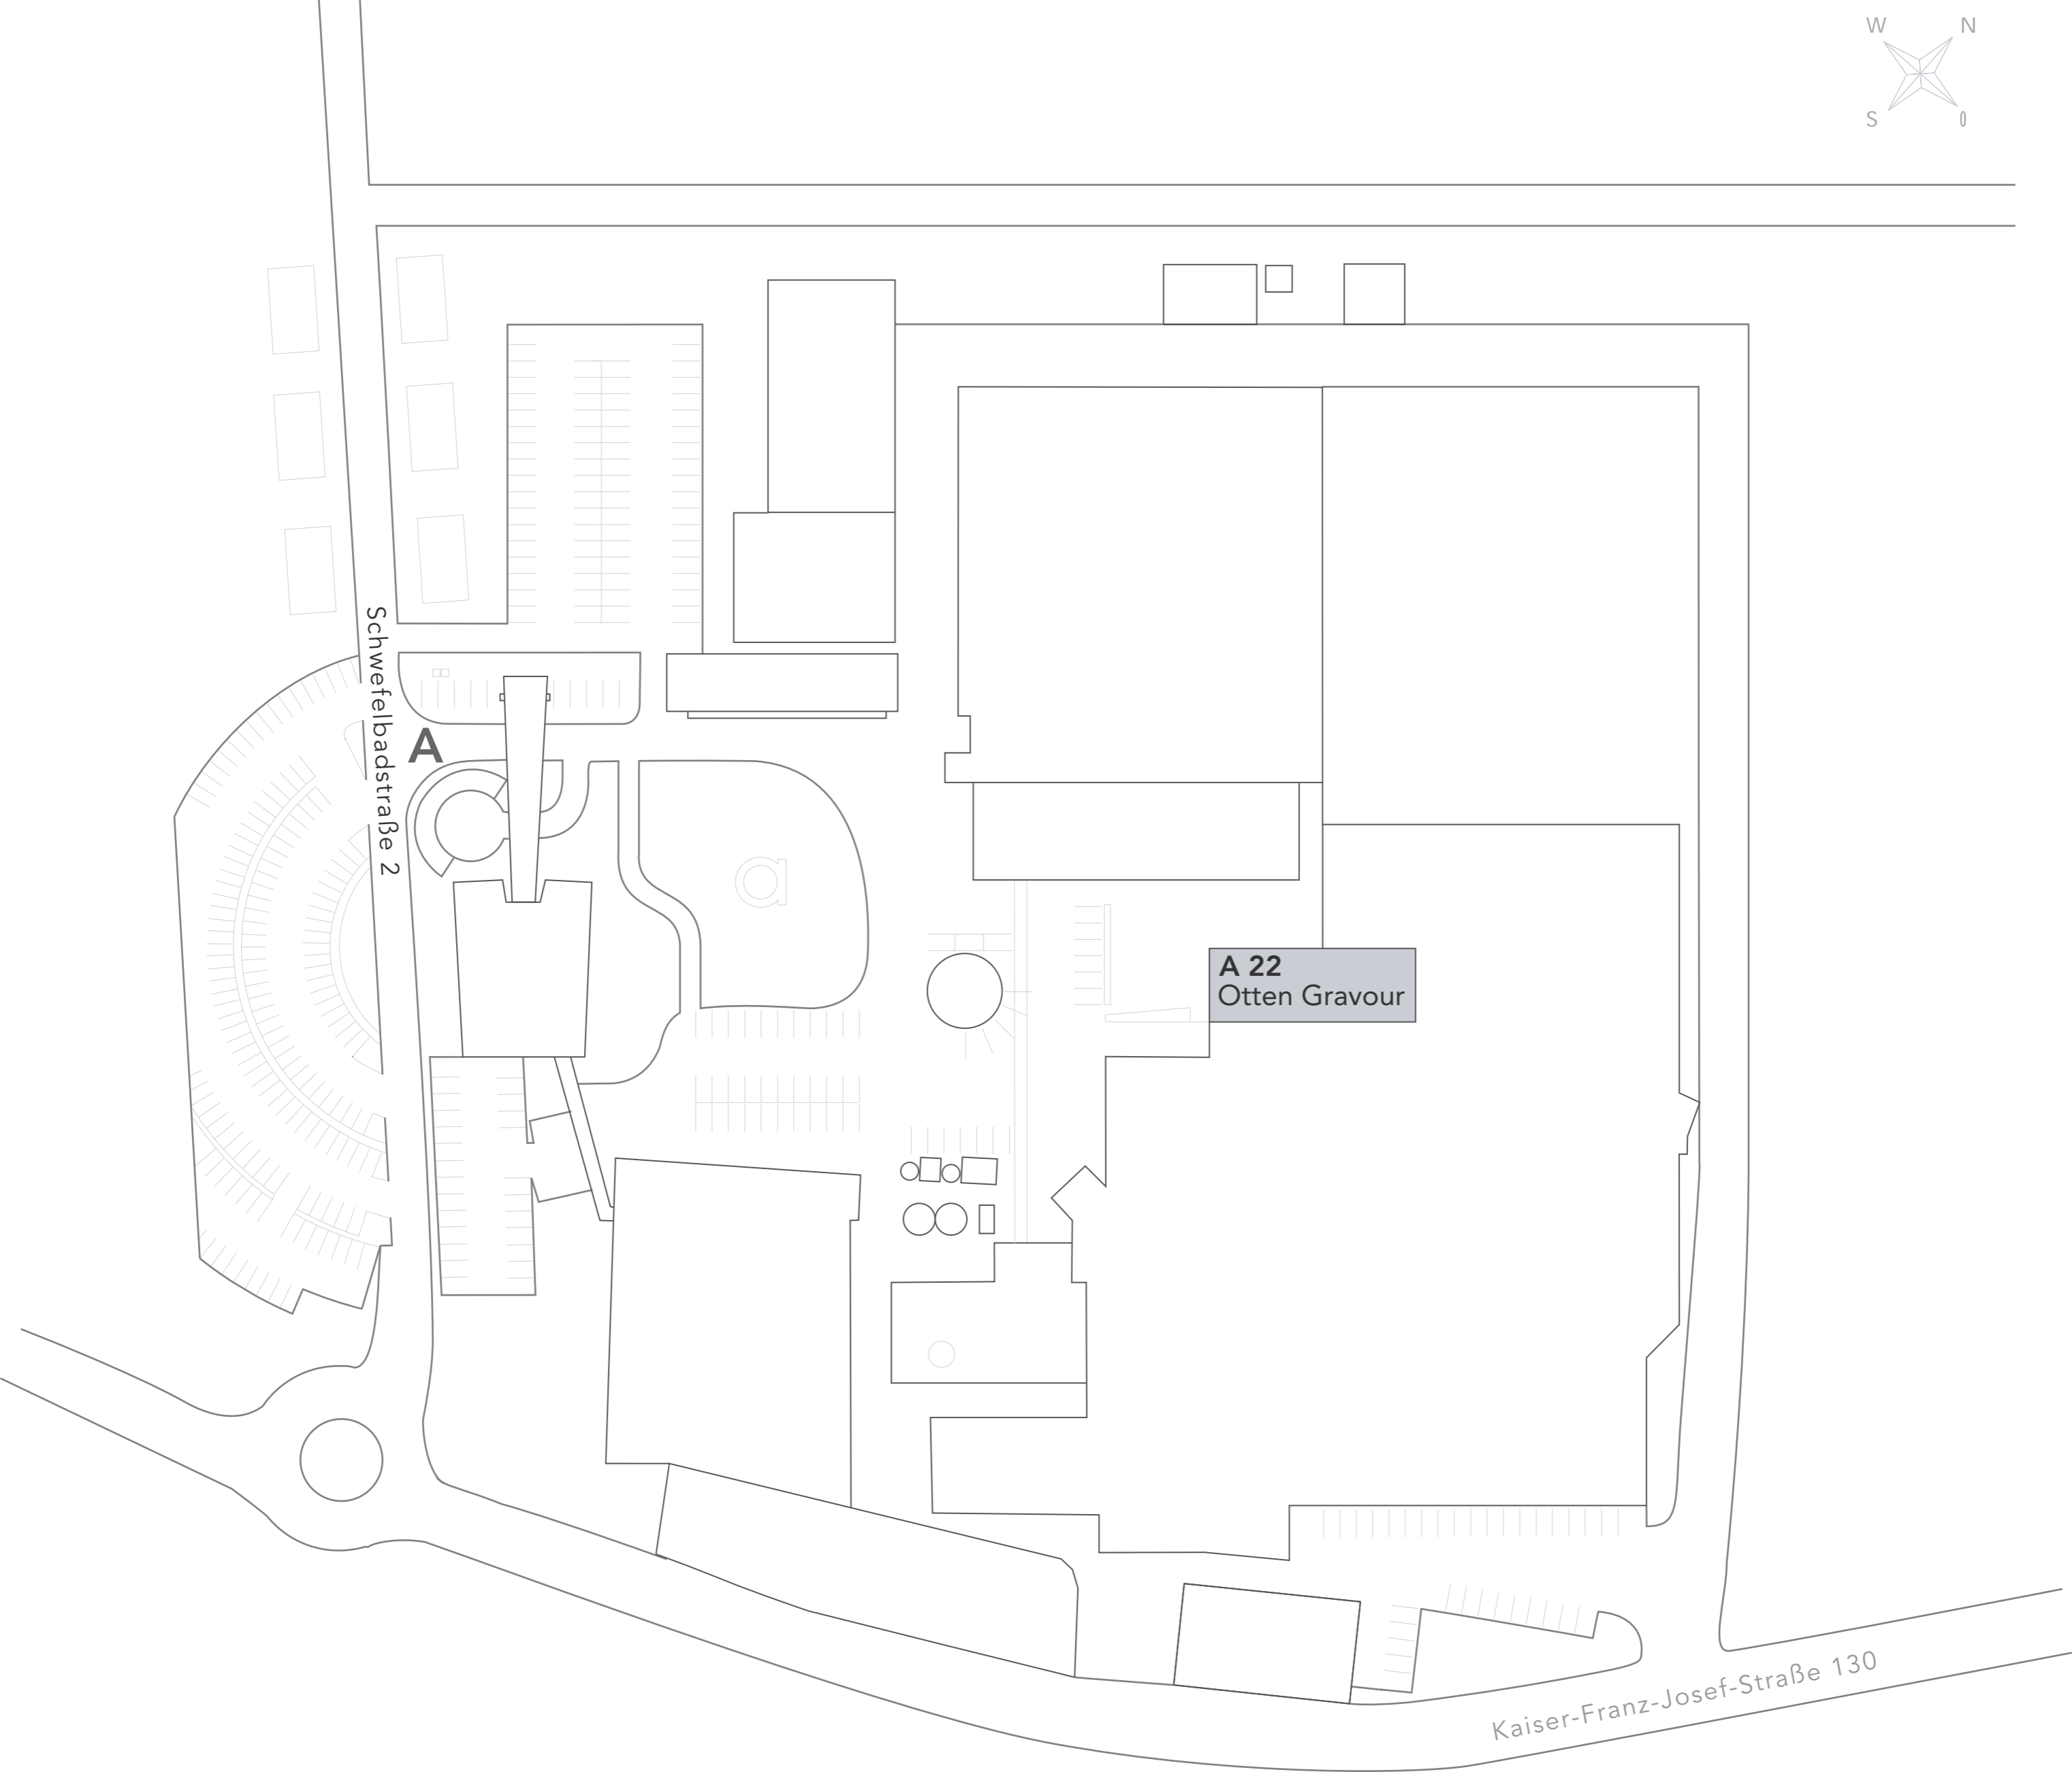 W N
S O
Schwefelbadstraße 2
A
a
A 22
Otten Gravour
Kaiser-Franz-Josef-Straße 130